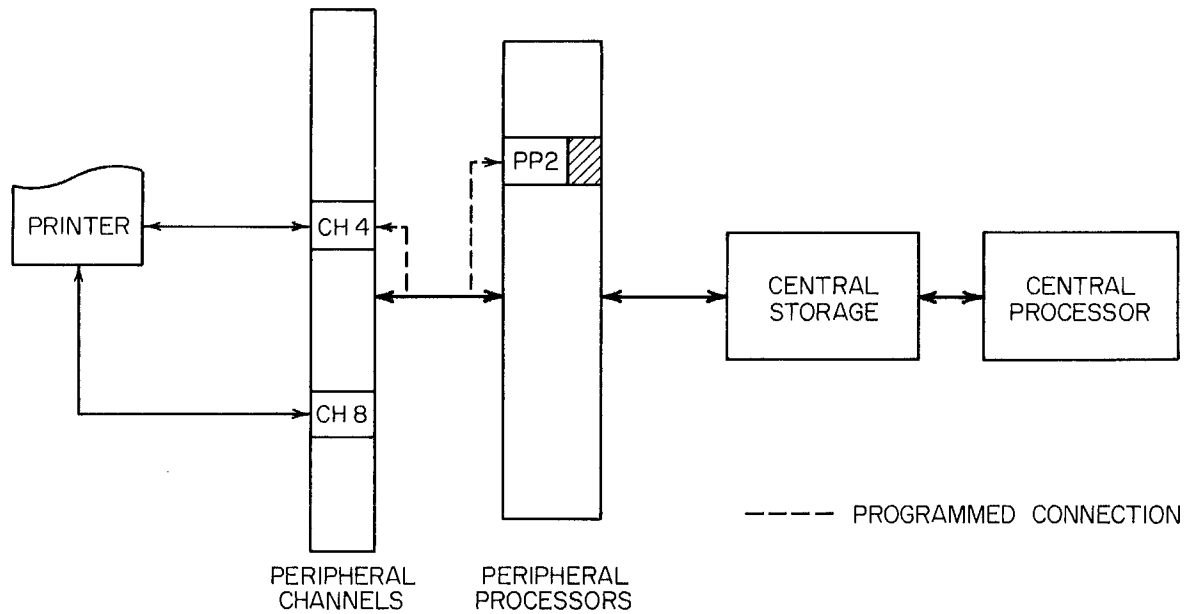 PP2
PRINTER
CH 4
CENTRAL
STORAGE
CENTRAL
PROCESSOR
CH 8
PROGRAMMED CONNECTION
PERIPHERAL
CHANNELS
PERIPHERAL
PROCESSORS